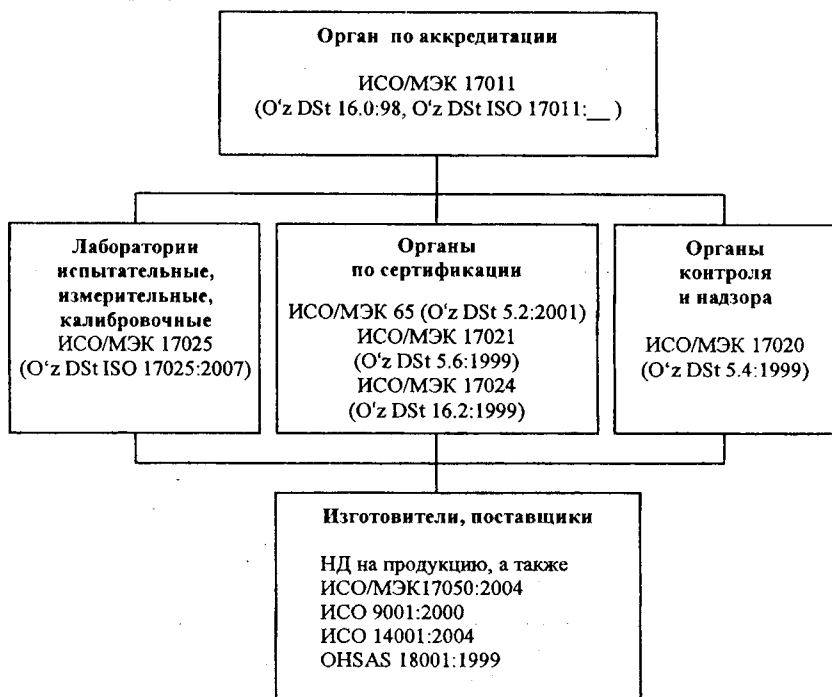 Орган по аккредитации
ИСО/МЭК 17011
(O'z DSt 16.0:98, O'z DSt ISO 17011:__ )
Лаборатории
испытательные,
измерительные,
калибровочные
ИСО/МЭК 17025
(O'z DSt ISO 17025:2007)
Органы
по сертификации
ИСО/МЭК 65 (O'z DSt 5.2:2001)
ИСО/МЭК 17021
(O'z DSt 5.6:1999)
ИСО/МЭК 17024
(O'z DSt 16.2:1999)
Органы
контроля
и надзора
ИСО/МЭК 17020
(O'z DSt 5.4:1999)
Изготовители, поставщики
НД на продукцию, а также
ИСО/МЭК17050:2004
ИСО 9001:2000
ИСО 14001:2004
OHSAS 18001:1999